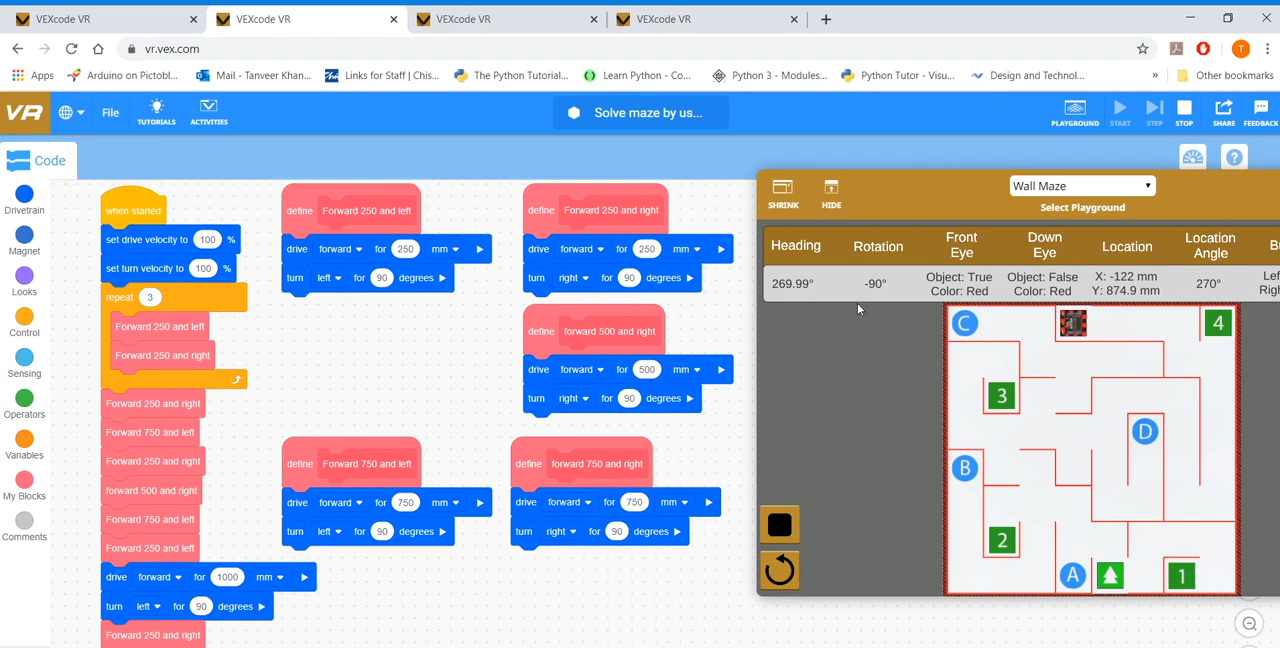 VEXcode VR
VEXcode VR
VEXcode VR
VEXcode VR
vr.vex.com
T
Apps
Arduino on Pictobl...
Mail - Tanveer Khan...
Links for Staff | Chis...
The Python Tutorial...
Learn Python - Co...
Python 3 - Modules...
Python Tutor - Visu...
Design and Technol...
»
Other bookmarks
VR
File
TUTORIALS
ACTIVITIES
Solve maze by us...
PLAYGROUND
START
STEP
STOP
SHARE
FEEDBACK
Code
Drivetrain
Magnet
Looks
Control
Sensing
Operators
Variables
My Blocks
Comments
when started
set drive velocity to 100 %
set turn velocity to 100 %
repeat 3
Forward 250 and left
Forward 250 and right
Forward 250 and right
Forward 750 and left
Forward 250 and right
forward 500 and right
Forward 750 and left
Forward 250 and left
drive forward for 1000 mm
turn left for 90 degrees
Forward 250 and right
define Forward 250 and left
drive forward for 250 mm
turn left for 90 degrees
define Forward 250 and right
drive forward for 250 mm
turn right for 90 degrees
define forward 500 and right
drive forward for 500 mm
turn right for 90 degrees
define Forward 750 and left
drive forward for 750 mm
turn left for 90 degrees
define forward 750 and right
drive forward for 750 mm
turn right for 90 degrees
SHRINK
HIDE
Wall Maze
Select Playground
Heading
Rotation
Front Eye
Down Eye
Location
Location Angle
269.99°
-90°
Object: True
Color: Red
Object: False
Color: Red
X: -122 mm
Y: 874.9 mm
270°
C
4
3
D
B
2
A
1